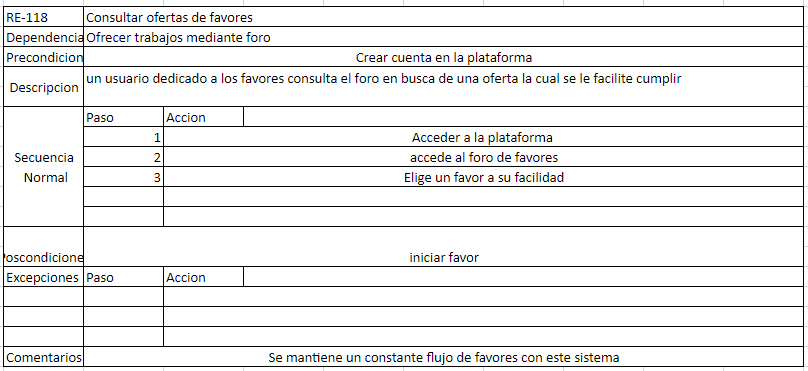 RE-118 Consultar ofertas de favores
Dependencia Ofrecer trabajos mediante foro
Precondicion Crear cuenta en la plataforma
Descripcion un usuario dedicado a los favores consulta el foro en busca de una oferta la cual se le facilite cumplir
Secuencia Normal
Paso Accion
1 Acceder a la plataforma
2 accede al foro de favores
3 Elige un favor a su facilidad
oscondicione iniciar favor
Excepciones Paso Accion
Comentarios Se mantiene un constante flujo de favores con este sistema